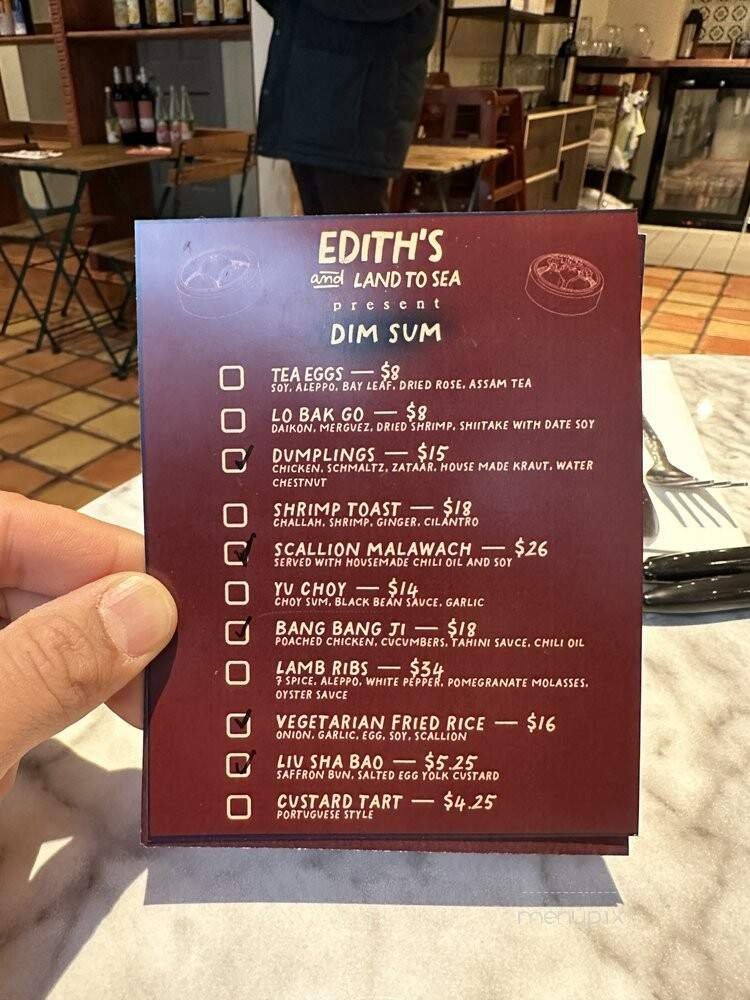 EDITH'S
and LAND TO SEA
present
DIM SUM
TEA EGGS — $8
SOY, ALEPPO, BAY LEAF, DRIED ROSE, ASSAM TEA
LO BAK GO — $8
DAIKON, MERGUEZ, DRIED SHRIMP, SHIITAKE WITH DATE SOY
DUMPLINGS — $15
CHICKEN, SCHMALTZ, ZATAAR, HOUSE MADE KRAUT, WATER
CHESTNUT
SHRIMP TOAST — $18
CHALLAH, SHRIMP, GINGER, CILANTRO
SCALLION MALAWACH — $26
SERVED WITH HOUSEMADE CHILI OIL AND SOY
YU CHOY — $14
CHOY SUM, BLACK BEAN SAUCE, GARLIC
BANG BANG JI — $18
POACHED CHICKEN, CUCUMBERS, TAHINI SAUCE, CHILI OIL
LAMB RIBS — $34
7 SPICE, ALEPPO, WHITE PEPPER, POMEGRANATE MOLASSES,
OYSTER SAUCE
VEGETARIAN FRIED RICE — $16
ONION, GARLIC, EGG, SOY, SCALLION
LIU SHA BAO — $5.25
SAFFRON BUN, SALTED EGG YOLK CUSTARD
CUSTARD TART — $4.25
PORTUGUESE STYLE
menupix